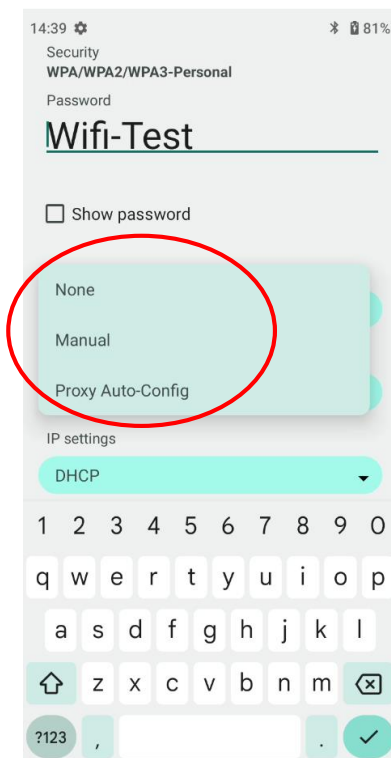 14:39 81%
Security
WPA/WPA2/WPA3-Personal
Password
Wifi-Test
Show password
None
Manual
Proxy Auto-Config
IP settings
DHCP
1 2 3 4 5 6 7 8 9 0
q w e r t y u i o p
a s d f g h j k l
z x c v b n m
?123 , .